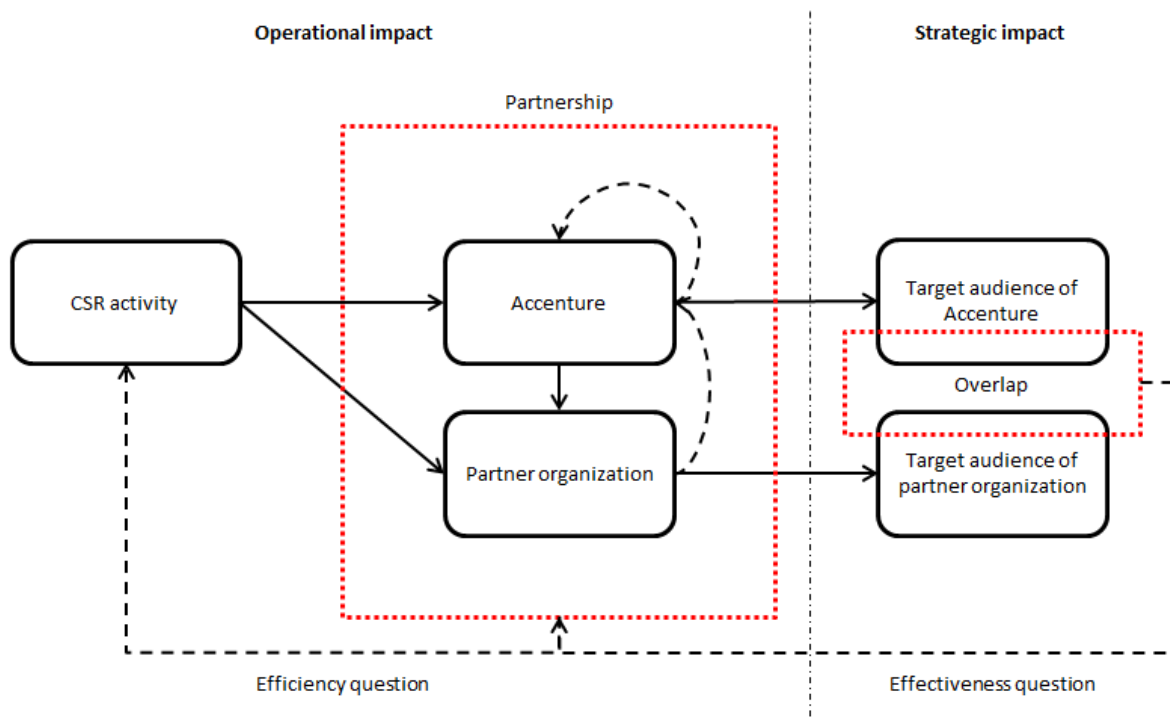 Operational impact
Strategic impact
Partnership
CSR activity
Accenture
Target audience of
Accenture
Overlap
Partner organization
Target audience of
partner organization
Efficiency question
Effectiveness question